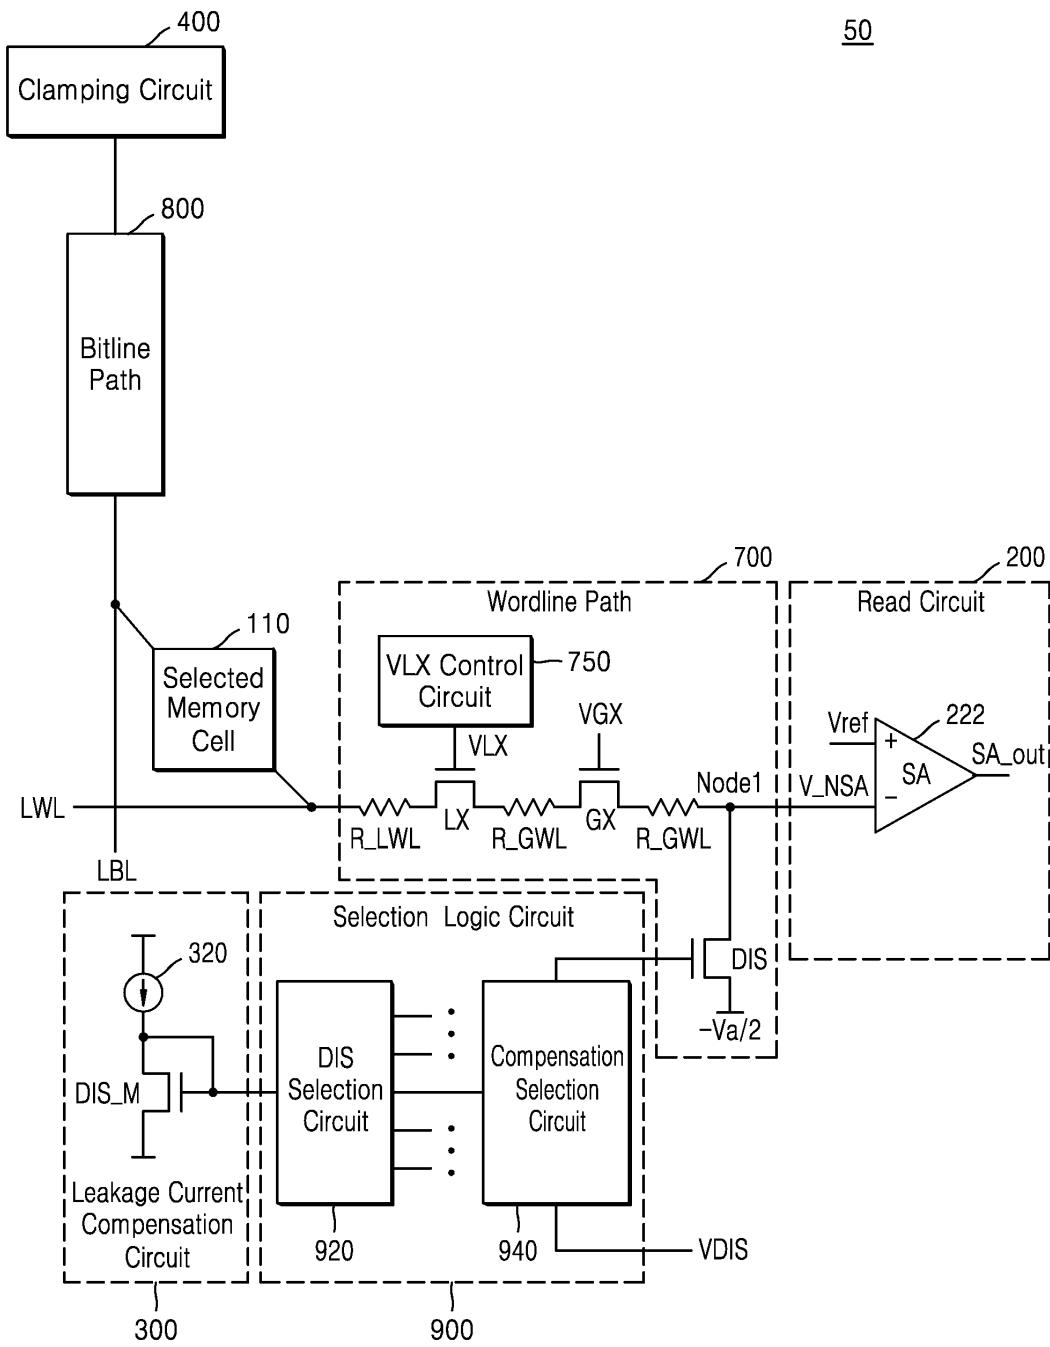 400
50
Clamping Circuit
800
Bitline
Path
700
200
Wordline Path
Read Circuit
110
VLX Control
Circuit
750
Selected
Memory
Cell
VLX
VGX
Vref
222
+
SA
SA_out
Node1
V_NSA
−
LWL
R_LWL
LX
R_GWL
GX
R_GWL
LBL
Selection Logic Circuit
320
DIS
−Va/2
DIS_M
DIS
Selection
Circuit
Compensation
Selection
Circuit
Leakage Current
Compensation
Circuit
920
940
VDIS
300
900